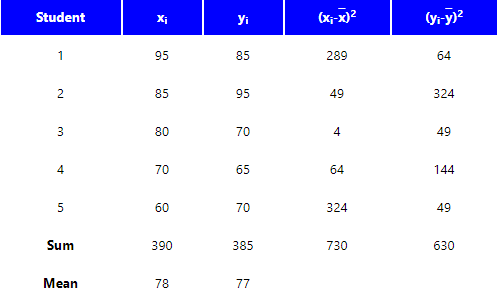 Student xᵢ yᵢ (xᵢ-x̅)² (yᵢ-y̅)²
1 95 85 289 64
2 85 95 49 324
3 80 70 4 49
4 70 65 64 144
5 60 70 324 49
Sum 390 385 730 630
Mean 78 77